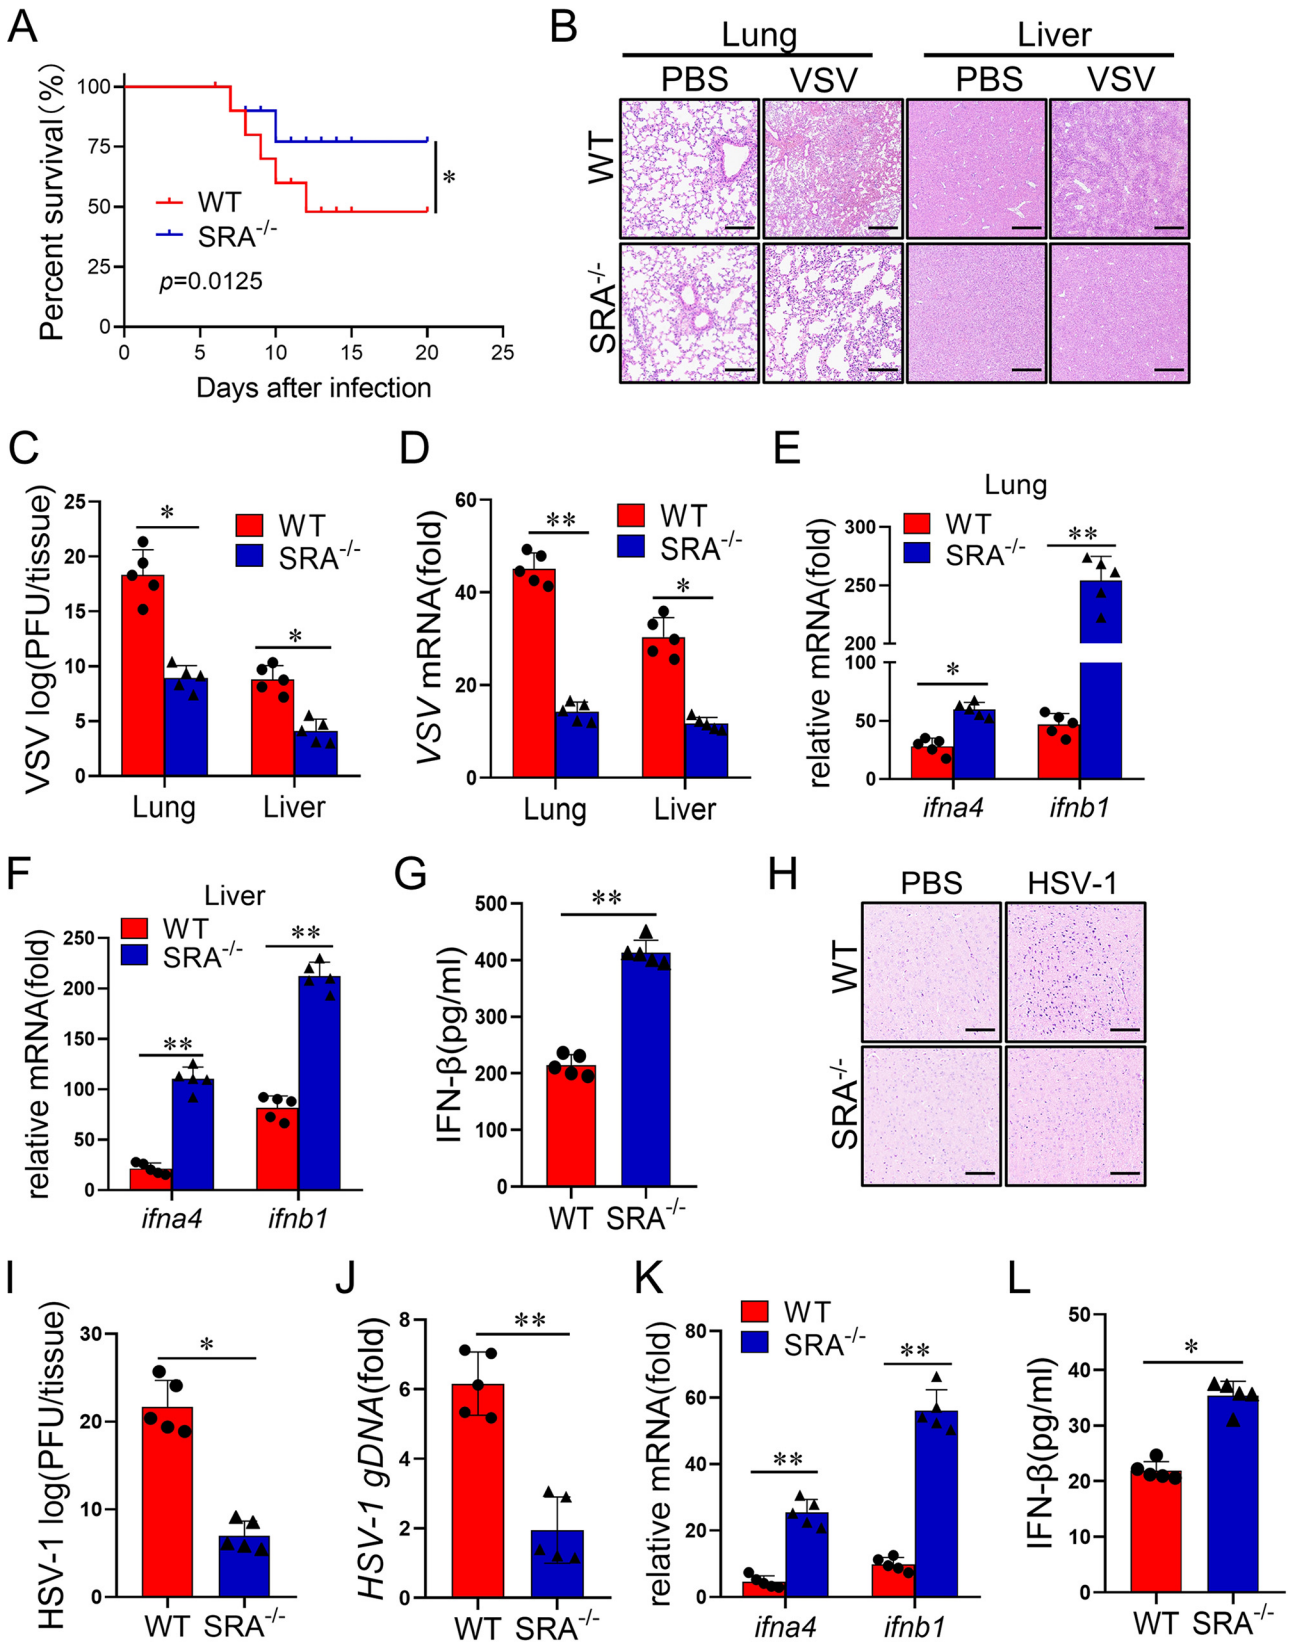 A
Percent survival (%)
100
75
50
25
0
0 5 10 15 20 25
Days after infection
WT
SRA-/-
p=0.0125
*
B
Lung Liver
PBS VSV PBS VSV
WT
SRA-/-
C
VSV log(PFU/tissue)
25
20
15
10
5
0
WT
SRA-/-
*
*
Lung Liver
D
VSV mRNA(fold)
60
40
20
0
WT
SRA-/-
**
*
Lung Liver
E
Lung
relative mRNA(fold)
300
250
200
100
50
0
WT
SRA-/-
**
*
ifna4 ifnb1
F
Liver
relative mRNA(fold)
250
200
150
100
50
0
WT
SRA-/-
**
**
ifna4 ifnb1
G
IFN-β(pg/ml)
500
400
300
200
100
0
**
WT SRA-/-
H
PBS HSV-1
WT
SRA-/-
I
HSV-1 log(PFU/tissue)
30
20
10
0
*
WT SRA-/-
J
HSV-1 gDNA(fold)
8
6
4
2
0
**
WT SRA-/-
K
relative mRNA(fold)
80
60
40
20
0
WT
SRA-/-
**
**
ifna4 ifnb1
L
IFN-β(pg/ml)
50
40
30
20
10
0
*
WT SRA-/-